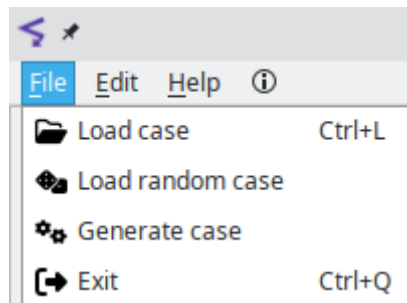 File Edit Help
Load case Ctrl+L
Load random case
Generate case
Exit Ctrl+Q